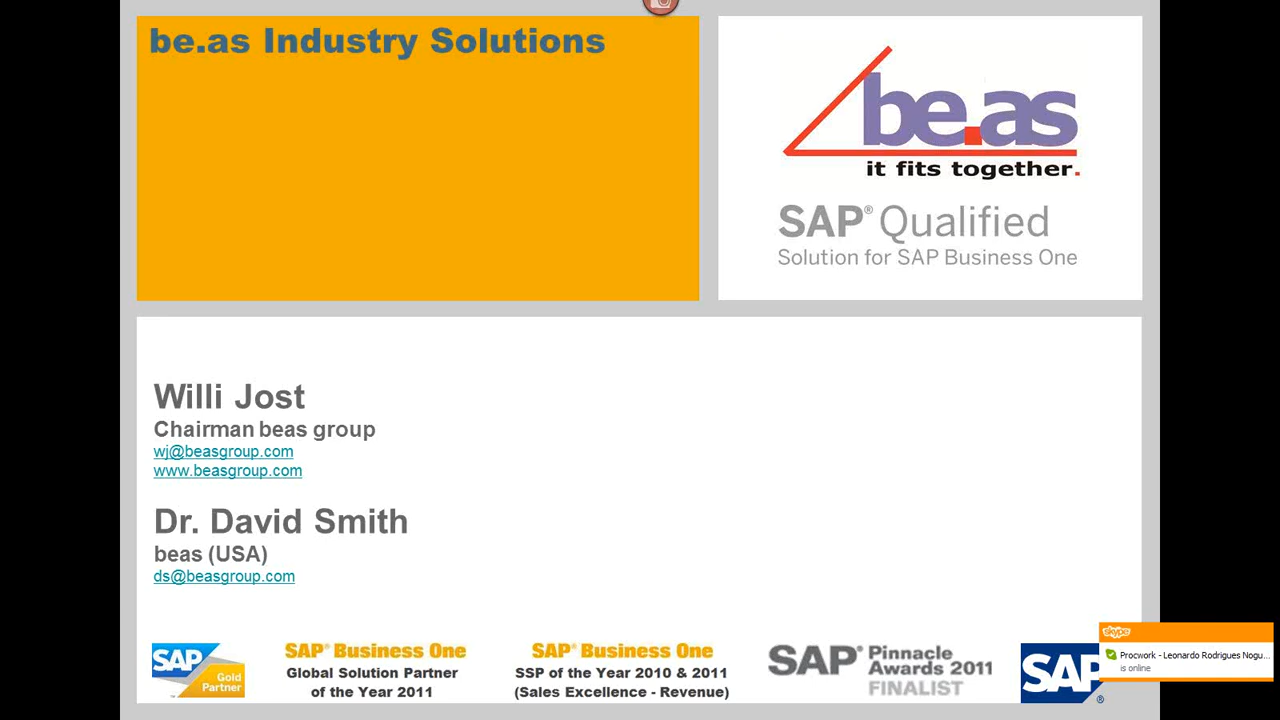 be.as Industry Solutions
be.as
it fits together.
SAP® Qualified
Solution for SAP Business One
Willi Jost
Chairman beas group
wj@beasgroup.com
www.beasgroup.com
Dr. David Smith
beas (USA)
ds@beasgroup.com
SAP Gold Partner
SAP® Business One
Global Solution Partner
of the Year 2011
SAP® Business One
SSP of the Year 2010 & 2011
(Sales Excellence - Revenue)
SAP® Pinnacle
Awards 2011
FINALIST
SAP®
skype
Procwork - Leonardo Rodrigues Nogu...
is online